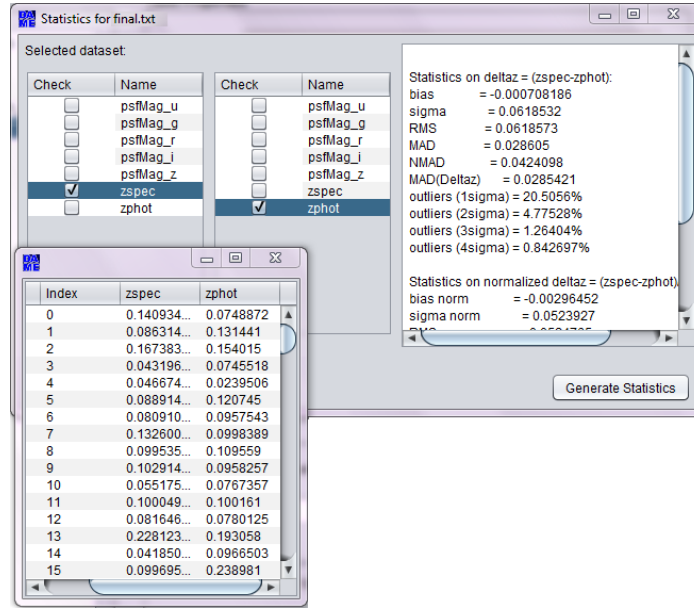 DAME Statistics for final.txt
Selected dataset:
Check Name Check Name
psfMag_u psfMag_u
psfMag_g psfMag_g
psfMag_r psfMag_r
psfMag_i psfMag_i
psfMag_z psfMag_z
zspec zspec
zphot zphot
Statistics on deltaz = (zspec-zphot):
bias = -0.000708186
sigma = 0.0618532
RMS = 0.0618573
MAD = 0.028605
NMAD = 0.0424098
MAD(Deltaz) = 0.0285421
outliers (1sigma) = 20.5056%
outliers (2sigma) = 4.77528%
outliers (3sigma) = 1.26404%
outliers (4sigma) = 0.842697%
Statistics on normalized deltaz = (zspec-zphot)
bias norm = -0.00296452
sigma norm = 0.0523927
Generate Statistics
DAME
Index zspec zphot
0 0.140934... 0.0748872
1 0.086314... 0.131441
2 0.167383... 0.154015
3 0.043196... 0.0745518
4 0.046674... 0.0239506
5 0.088914... 0.120745
6 0.080910... 0.0957543
7 0.132600... 0.0998389
8 0.099535... 0.109559
9 0.102914... 0.0958257
10 0.055175... 0.0767357
11 0.100049... 0.100161
12 0.081646... 0.0780125
13 0.228123... 0.193058
14 0.041850... 0.0966503
15 0.099695... 0.238981